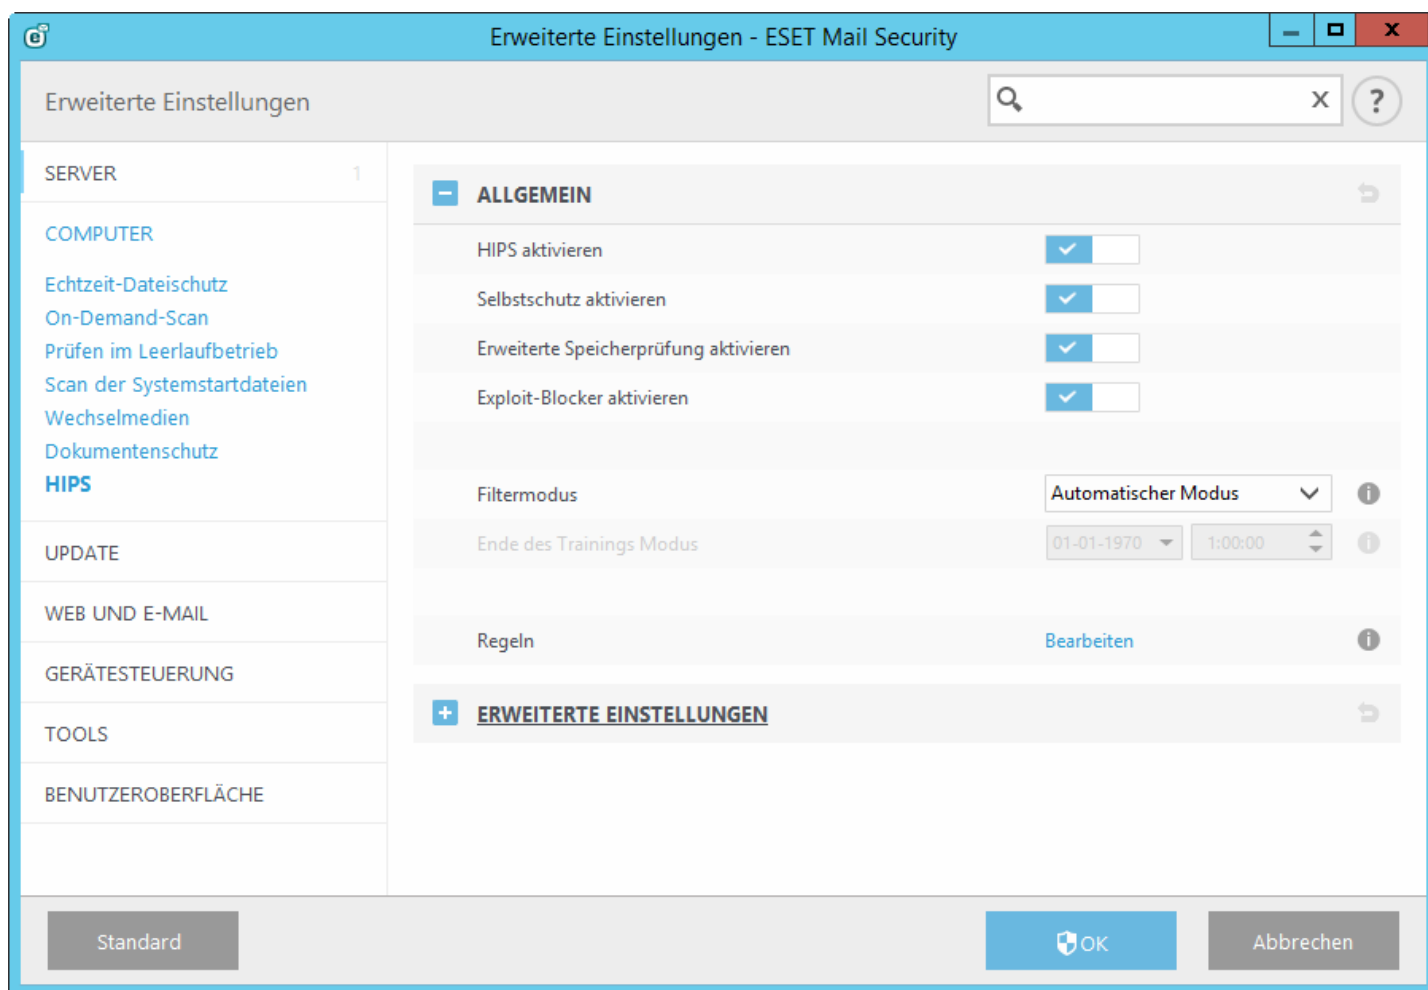 Erweiterte Einstellungen - ESET Mail Security
Erweiterte Einstellungen
SERVER 1
COMPUTER
Echtzeit-Dateischutz
On-Demand-Scan
Prüfen im Leerlaufbetrieb
Scan der Systemstartdateien
Wechselmedien
Dokumentenschutz
HIPS
UPDATE
WEB UND E-MAIL
GERÄTESTEUERUNG
TOOLS
BENUTZEROBERFLÄCHE
ALLGEMEIN
HIPS aktivieren
Selbstschutz aktivieren
Erweiterte Speicherprüfung aktivieren
Exploit-Blocker aktivieren
Filtermodus Automatischer Modus
Ende des Trainings Modus 01-01-1970 1:00:00
Regeln Bearbeiten
ERWEITERTE EINSTELLUNGEN
Standard OK Abbrechen